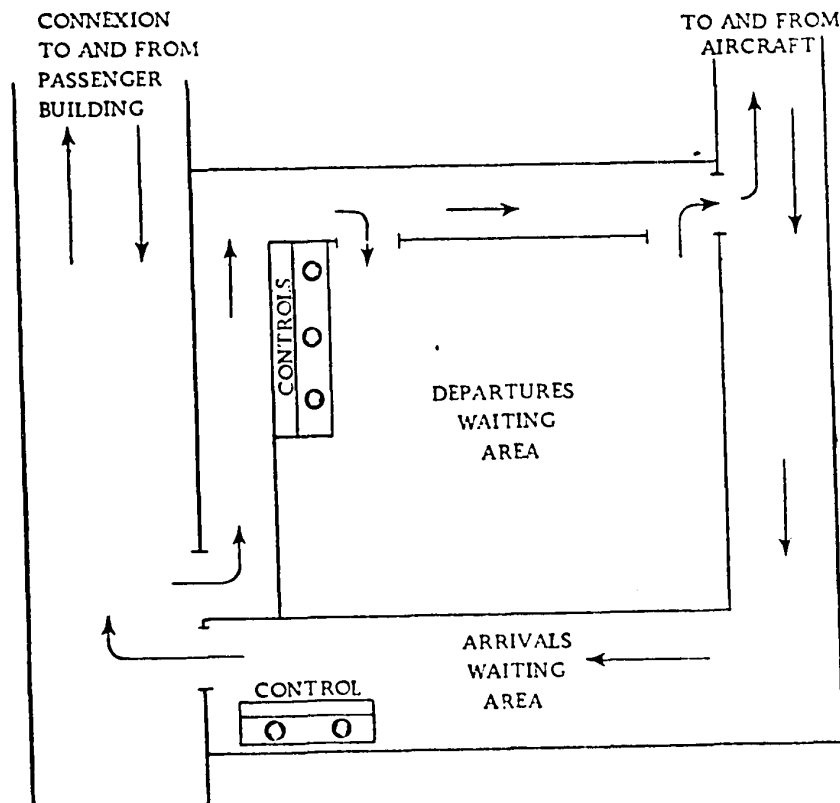 CONNEXION
TO AND FROM
PASSENGER
BUILDING
TO AND FROM
AIRCRAFT
CONTROLS
DEPARTURES
WAITING
AREA
ARRIVALS
WAITING
AREA
CONTROL